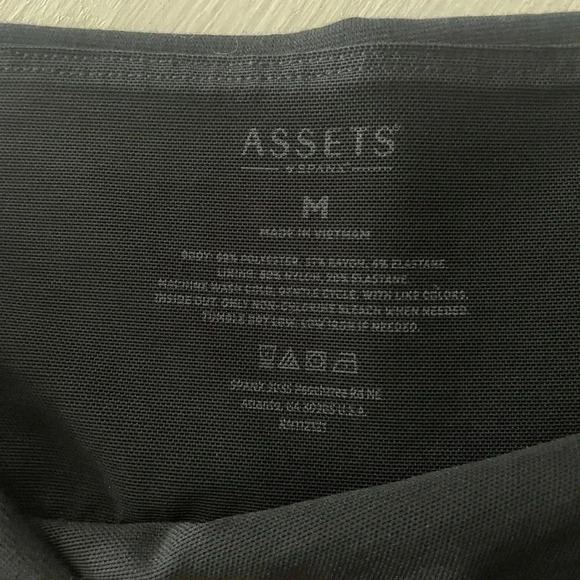 ASSETS®
BY SPANX
M
MADE IN VIETNAM
BODY: POLYESTER, RAYON, ELASTANE.
LINING: 80% NYLON, 20% ELASTANE.
MACHINE WASH COLD, GENTLE CYCLE, WITH LIKE COLORS,
INSIDE OUT. ONLY NON CHLORINE BLEACH WHEN NEEDED.
TUMBLE DRY LOW. LOW IRON IF NEEDED.
SPANX 3035 Peachtree Rd NE
Atlanta, GA 30305 U.S.A.
RN112121